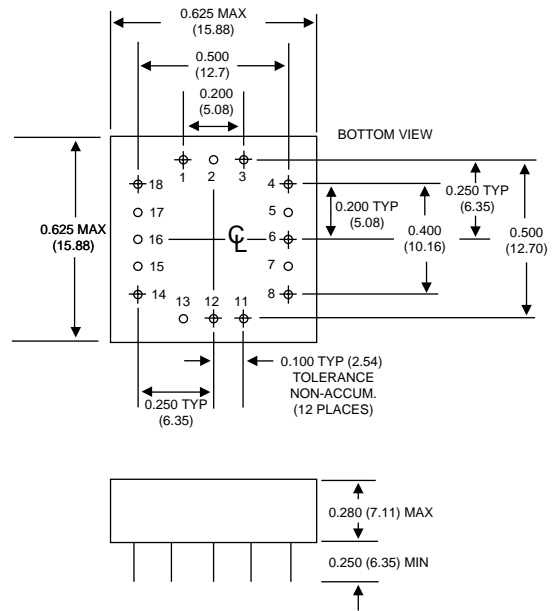 0.625 MAX
(15.88)
0.500
(12.7)
0.200
(5.08)
BOTTOM VIEW
1 2 3
18 4
17 5
16 6
15 7
14 8
13 12 11
℄
0.625 MAX
(15.88)
0.200 TYP
(5.08)
0.250 TYP
(6.35)
0.400
(10.16)
0.500
(12.70)
0.100 TYP (2.54)
TOLERANCE
NON-ACCUM.
(12 PLACES)
0.250 TYP
(6.35)
0.280 (7.11) MAX
0.250 (6.35) MIN